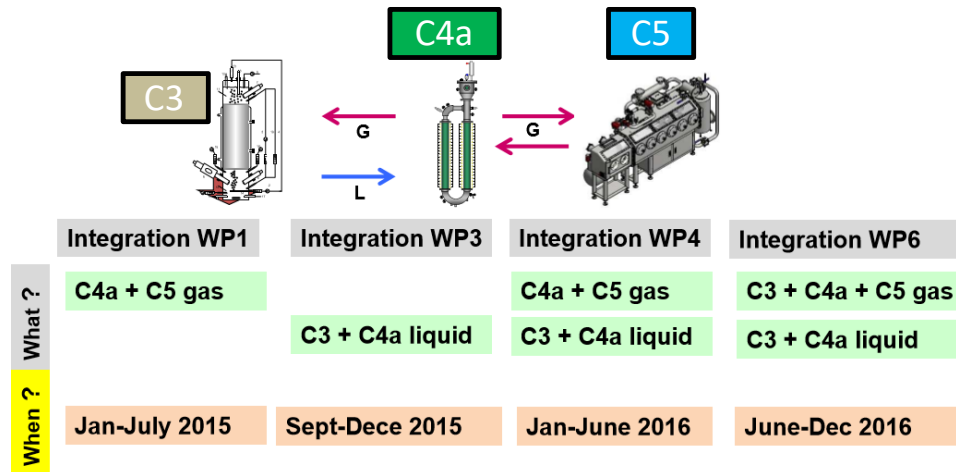 C4a
C5
C3
G
G
L
Integration WP1
Integration WP3
Integration WP4
Integration WP6
What ?
C4a + C5 gas
C4a + C5 gas
C3 + C4a + C5 gas
C3 + C4a liquid
C3 + C4a liquid
C3 + C4a liquid
When ?
Jan-July 2015
Sept-Dece 2015
Jan-June 2016
June-Dec 2016